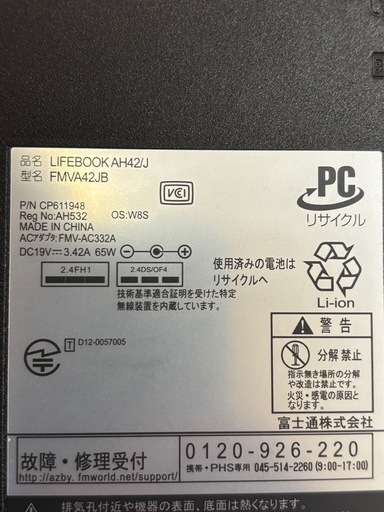 品名 LIFEBOOK AH42/J
型名 FMVA42JB
P/N CP611948
Reg No:AH532 OS:W8S
MADE IN CHINA
ACアダプタ: FMV-AC332A
DC19V 3.42A 65W
2.4FH1
2.4DS/OF4
技術基準適合証明を受けた特定
無線装置を内蔵しています。
T D12-0057005
VCI
PC
リサイクル
使用済みの電池は
リサイクルへ
Li-ion
警告
分解禁止
指示無き場所の分解
や改造は禁止です。
火災・感電の原因と
なります。
富士通株式会社
故障・修理受付
http://azby.fmworld.net/support/
0120-926-220
携帯・PHS専用 045-514-2260 (9:00-17:00)
排気孔付近や機器の表面、底面は熱くなります。